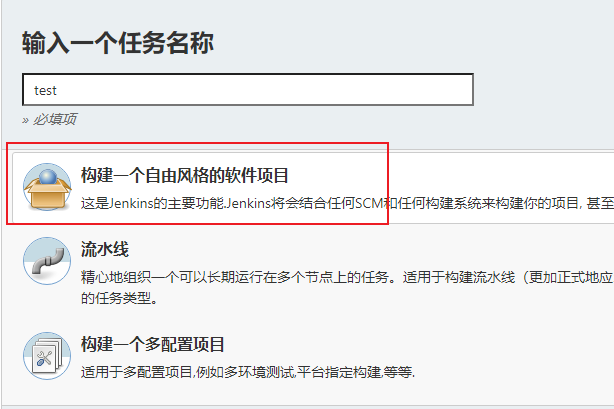 输入一个任务名称
test
» 必填项
构建一个自由风格的软件项目
这是Jenkins的主要功能.Jenkins将会结合任何SCM和任何构建系统来构建你的项目, 甚至
流水线
精心地组织一个可以长期运行在多个节点上的任务。适用于构建流水线（更加正式地应
的任务类型。
构建一个多配置项目
适用于多配置项目,例如多环境测试,平台指定构建,等等.